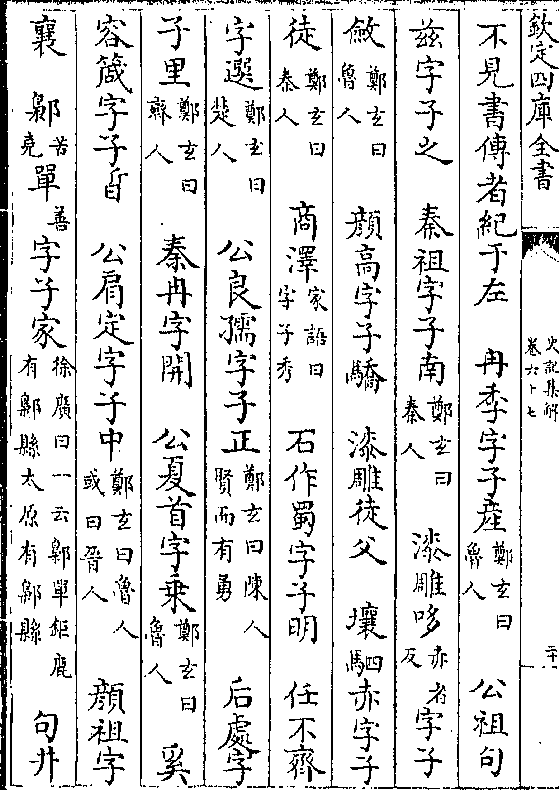 欽定四庫全書
史記集解
卷六十七
二十
不見書傳者紀于左　冉季字子產鄭玄曰魯人　公祖句
茲字子之　秦祖字子南鄭玄曰秦人　漆雕哆赤者反字子
斂鄭玄曰魯人　顏高字子驕　漆雕徒父　壤駟赤字子
徒鄭玄曰秦人　商澤家語曰字子秀　石作蜀字子明　任不齊
字選鄭玄曰楚人　公良孺字子正鄭玄曰陳人賢而有勇　后處字
子里鄭玄曰齊人　秦冉字開　公夏首字乘鄭玄曰魯人　奚
容箴字子皙　公肩定字子中鄭玄曰魯人或曰晉人　顏祖字
襄　鄡苦堯單善字子家徐廣曰一云鄡單鉅鹿有鄡縣太原有鄔縣　句井